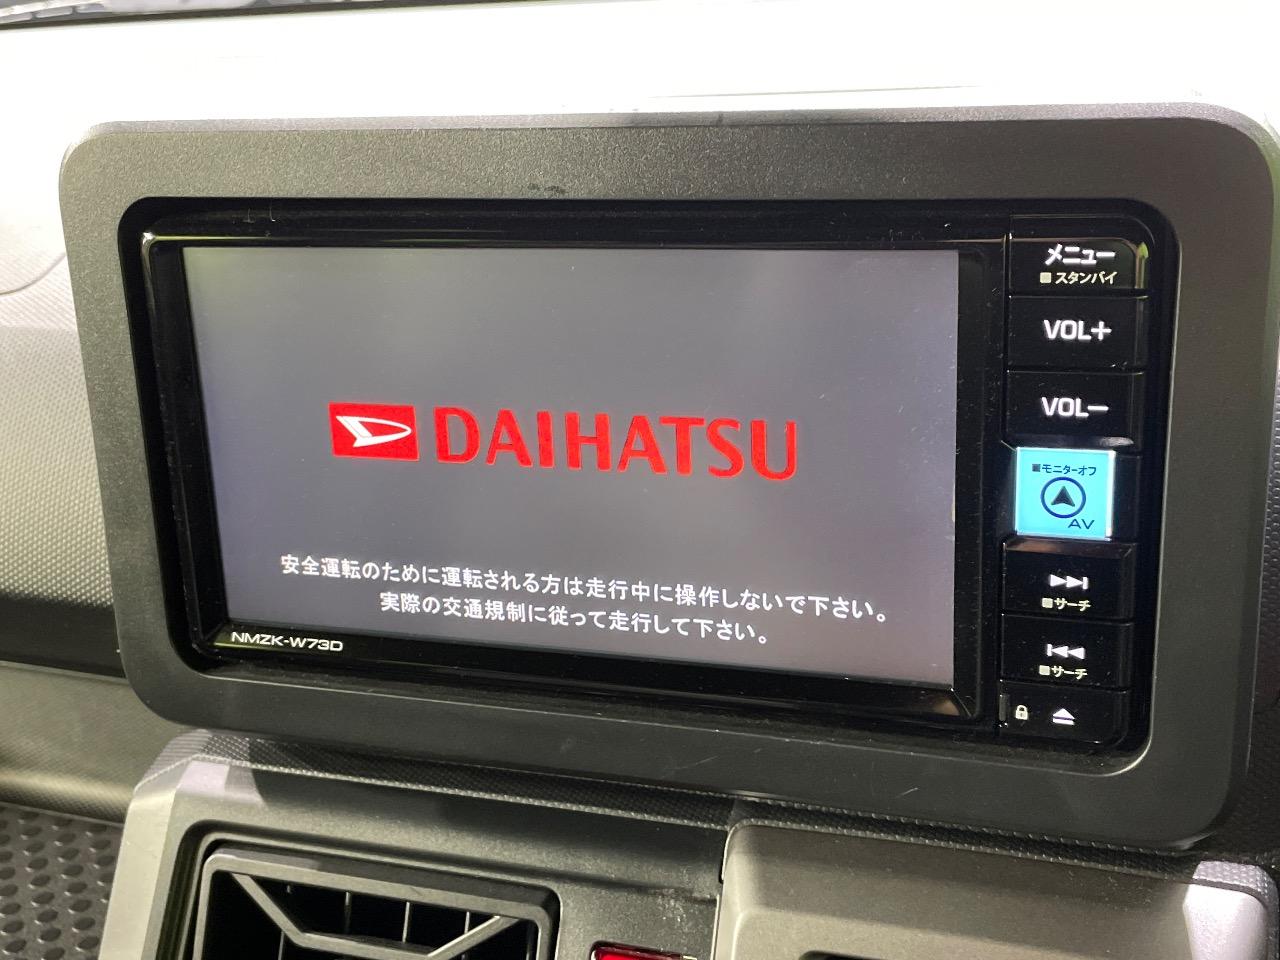 DAIHATSU
安全運転のために運転される方は走行中に操作しないで下さい。
実際の交通規制に従って走行して下さい。
NMZK-W73D
メニュー
スタンバイ
VOL+
VOL−
モニターオフ
AV
サーチ
サーチ